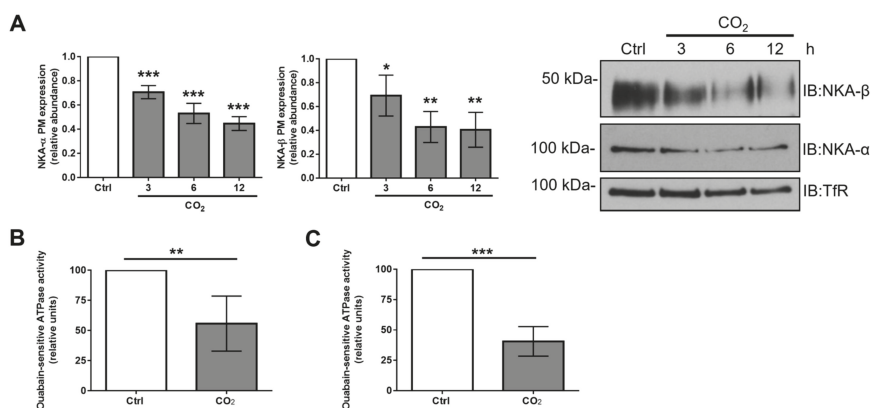 A
NKA-α PM expression
(relative abundance)
1.0
0.8
0.6
0.4
0.2
0.0
***
***
***
Ctrl
3
6
12
CO2
NKA-β PM expression
(relative abundance)
1.0
0.8
0.6
0.4
0.2
0.0
*
**
**
Ctrl
3
6
12
CO2
CO2
Ctrl 3 6 12 h
50 kDa-
IB:NKA-β
100 kDa-
IB:NKA-α
100 kDa-
IB:TfR
B
Ouabain-sensitive ATPase activity
(relative units)
100
75
50
25
0
**
Ctrl
CO2
C
Ouabain-sensitive ATPase activity
(relative units)
100
75
50
25
0
***
Ctrl
CO2